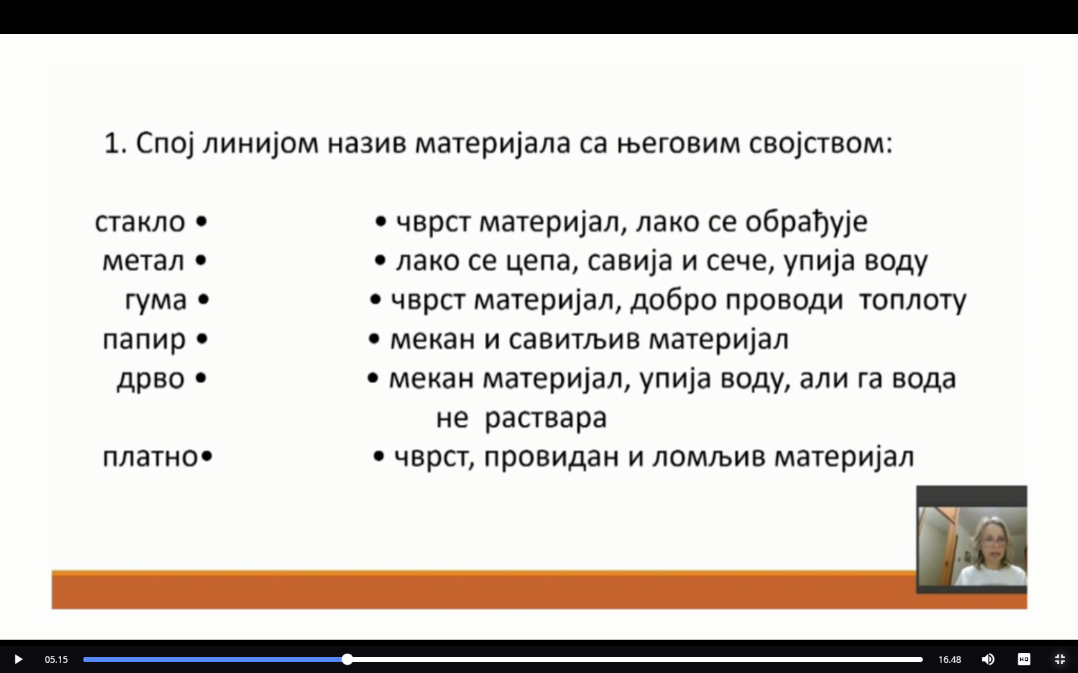 1. Спој линијом назив материјала са његовим својством:
стакло • • чврст материјал, лако се обрађује
метал • • лако се цепа, савија и сече, упија воду
гума • • чврст материјал, добро проводи топлоту
папир • • мекан и савитљив материјал
дрво • • мекан материјал, упија воду, али га вода
не раствара
платно• • чврст, провидан и ломљив материјал
05.15 16.48 HQ